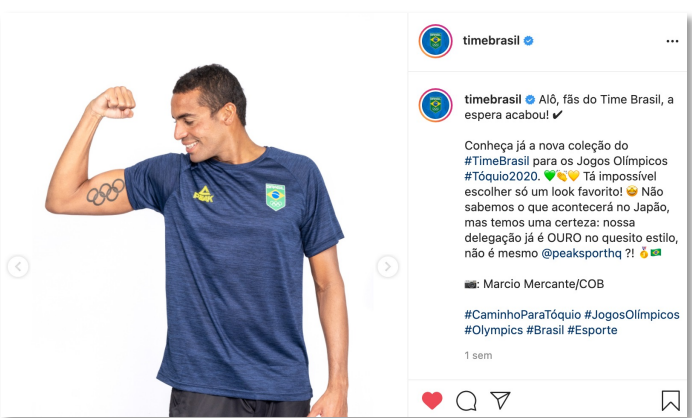 timebrasil
timebrasil Alô, fãs do Time Brasil, a
espera acabou! ✔
Conheça já a nova coleção do
#TimeBrasil para os Jogos Olímpicos
#Tóquio2020. 💚👏💛 Tá impossível
escolher só um look favorito! 🤩 Não
sabemos o que acontecerá no Japão,
mas temos uma certeza: nossa
delegação já é OURO no quesito estilo,
não é mesmo @peaksporthq ?! 🥇🇧🇷
📷: Marcio Mercante/COB
#CaminhoParaTóquio #JogosOlímpicos
#Olympics #Brasil #Esporte
1 sem
PEAK